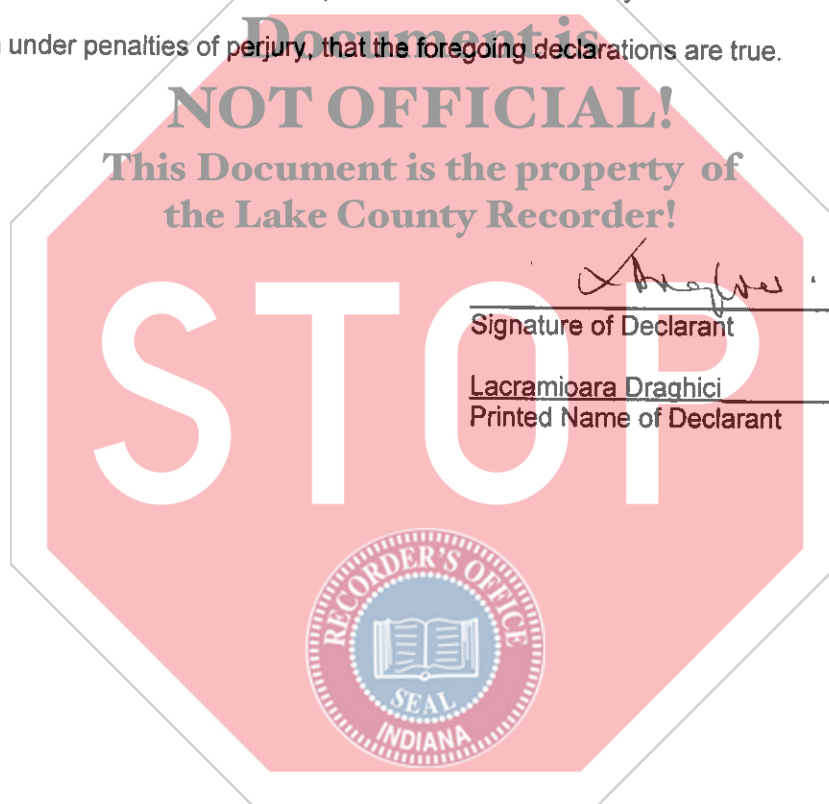 Document is
under penalties of perjury, that the foregoing declarations are true.
NOT OFFICIAL!
This Document is the property of
the Lake County Recorder!
STOP
Signature of Declarant
Lacramioara Draghici
Printed Name of Declarant
RECORDER'S OFFICE
SEAL
INDIANA